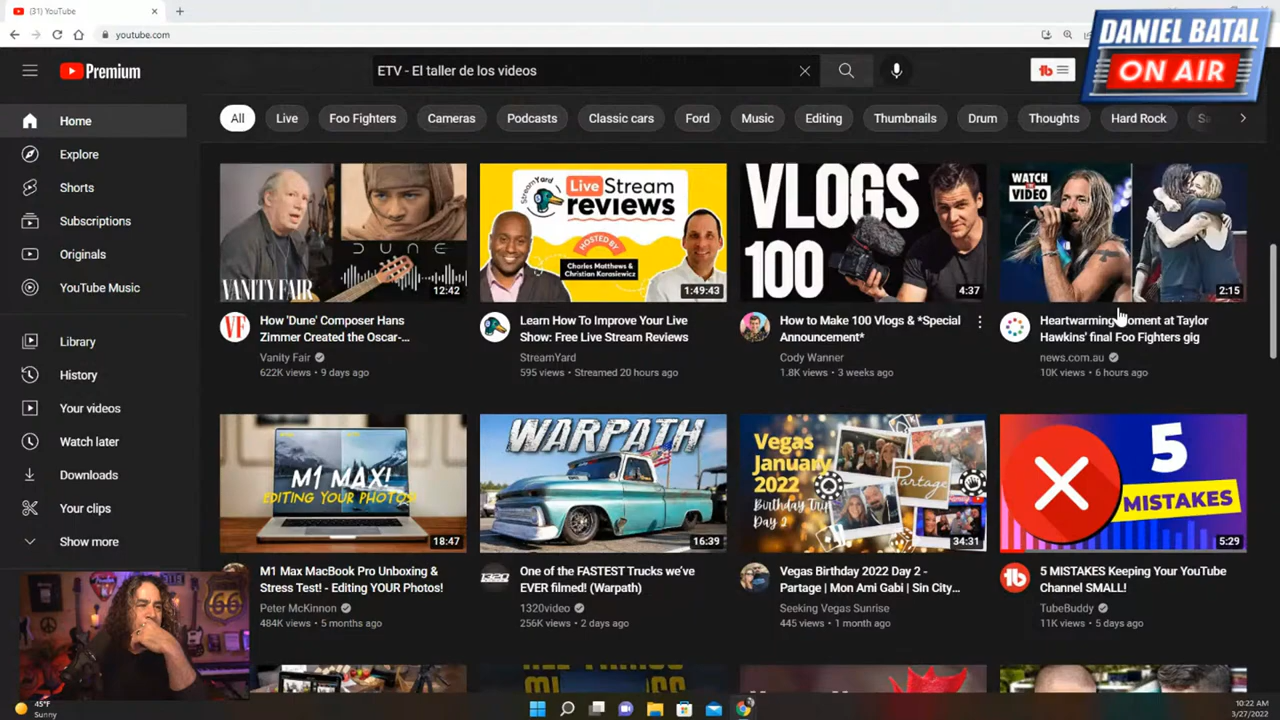 (31) YouTube
youtube.com
DANIEL BATAL
ON AIR
Premium
ETV - El taller de los videos
tb
Home
All
Live
Foo Fighters
Cameras
Podcasts
Classic cars
Ford
Music
Editing
Thumbnails
Drum
Thoughts
Hard Rock
Explore
Shorts
Subscriptions
Originals
YouTube Music
Library
History
Your videos
Watch later
Downloads
Your clips
Show more
DUNE
VANITY FAIR
12:42
StreamYard
Live Stream
reviews
HOSTED BY
Charles Matthews &
Christian Karasiewicz
1:49:43
VLOGS
100
4:37
WATCH
THE
VIDEO
2:15
VF
How 'Dune' Composer Hans
Zimmer Created the Oscar-...
Vanity Fair
622K views • 9 days ago
Learn How To Improve Your Live
Show: Free Live Stream Reviews
StreamYard
595 views • Streamed 20 hours ago
How to Make 100 Vlogs & *Special
Announcement*
Cody Wanner
1.8K views • 3 weeks ago
Heartwarming moment at Taylor
Hawkins' final Foo Fighters gig
news.com.au
10K views • 6 hours ago
M1 MAX!
EDITING YOUR PHOTOS
18:47
WARPATH
16:39
Vegas
January
2022
Birthday Trip
Day 2
Partage
34:31
5
MISTAKES
5:29
M1 Max MacBook Pro Unboxing &
Stress Test! - Editing YOUR Photos!
Peter McKinnon
484K views • 5 months ago
1320
One of the FASTEST Trucks we've
EVER filmed! (Warpath)
1320video
256K views • 2 days ago
Vegas Birthday 2022 Day 2 -
Partage | Mon Ami Gabi | Sin City...
Seeking Vegas Sunrise
445 views • 1 month ago
tb
5 MISTAKES Keeping Your YouTube
Channel SMALL!
TubeBuddy
11K views • 5 days ago
66
45°F
Sunny
10:22 AM
3/27/2022